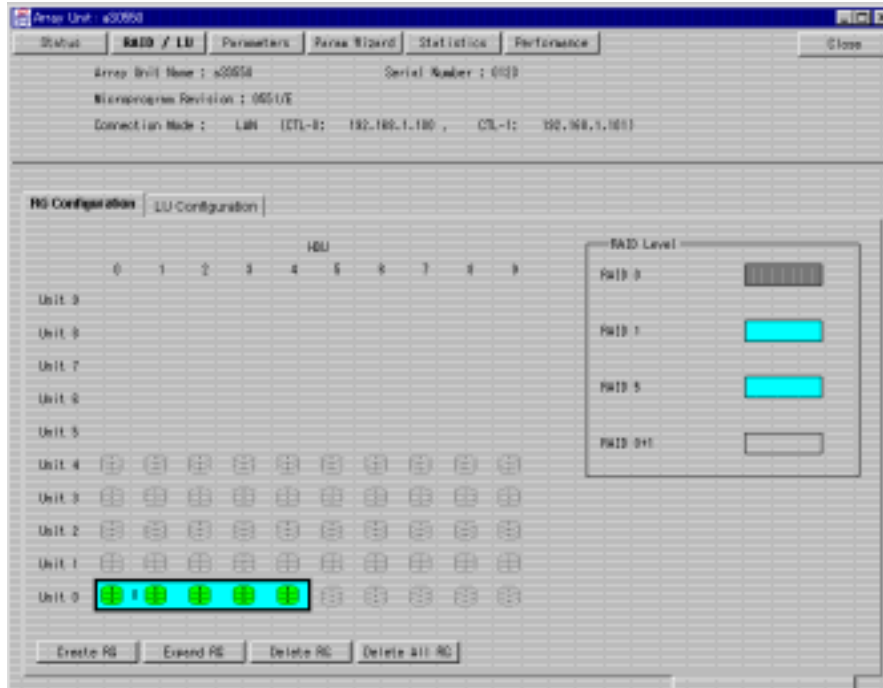 Array Unit : a30550
Status RAID / LU Parameters Param Wizard Statistics Performance Close
Array Unit Name : a30550 Serial Number : 0120
Microprogram Revision : 0551/E
Connection Mode : LAN (CTL-0: 192.168.1.100 , CTL-1: 192.168.1.101)
RG Configuration LU Configuration
HDU
0 1 2 3 4 5 6 7 8 9
Unit 9
Unit 8
Unit 7
Unit 6
Unit 5
Unit 4
Unit 3
Unit 2
Unit 1
Unit 0
RAID Level
RAID 0
RAID 1
RAID 5
RAID 0+1
Create RG Expand RG Delete RG Delete All RG